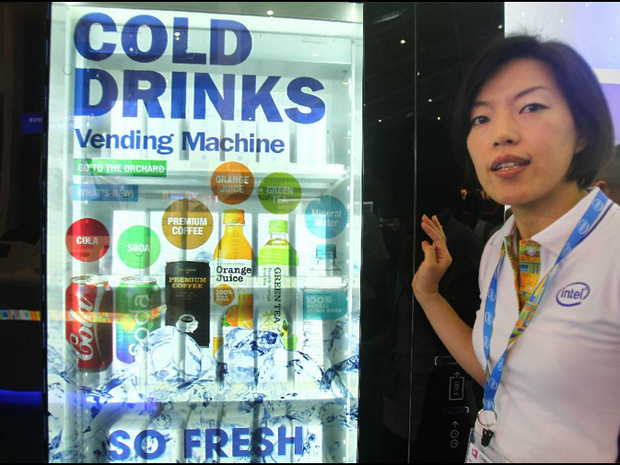 COLD
DRINKS
Vending Machine
GO TO THE ORCHARD
WHAT'S NEW
ORANGE
JUICE
GREEN
TEA
PREMIUM
COFFEE
Mineral
Water
COLA
SODA
Cola
soda
PREMIUM
COFFEE
Orange
Juice
100%
GREEN TEA
100%
intel
SO FRESH